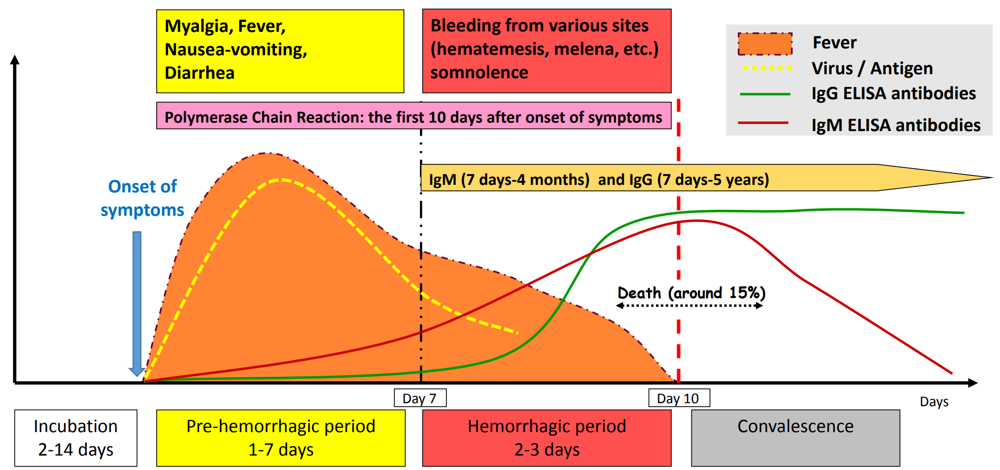 Myalgia, Fever,
Nausea-vomiting,
Diarrhea
Bleeding from various sites
(hematemesis, melena, etc.)
somnolence
Fever
Virus / Antigen
IgG ELISA antibodies
IgM ELISA antibodies
Polymerase Chain Reaction: the first 10 days after onset of symptoms
IgM (7 days-4 months)  and IgG (7 days-5 years)
Onset of
symptoms
Death (around 15%)
Day 7
Day 10
Days
Incubation
2-14 days
Pre-hemorrhagic period
1-7 days
Hemorrhagic period
2-3 days
Convalescence